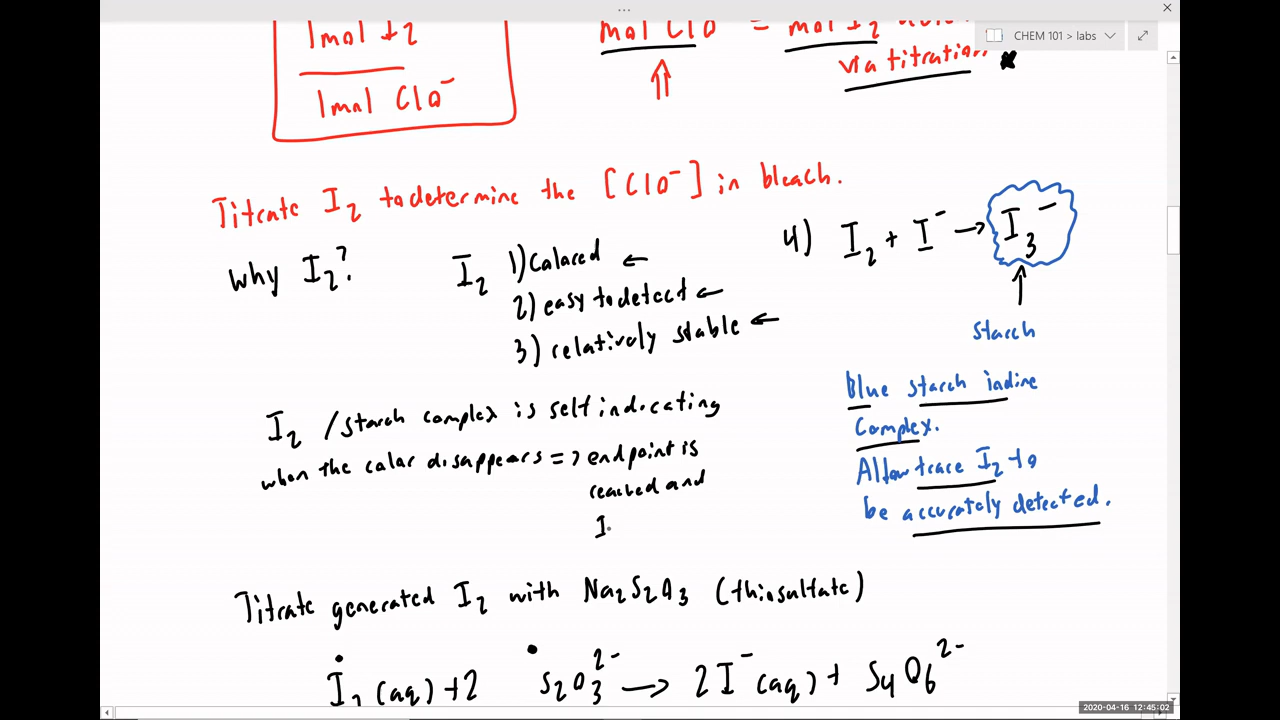 CHEM 101 > labs
1mol I2
1mol ClO⁻
mol ClO = mol I2
via titration
Titrate I2 to determine the [ClO⁻] in bleach.
Why I2?
I2 1) Colored ←
2) easy to detect ←
3) relatively stable ←
4) I2 + I⁻ → I3⁻
starch
Blue starch iodine
complex.
Allow trace I2 to
be accurately detected.
I2 / starch complex is self indicating
when the color disappears => endpoint is
reached and
I
Titrate generated I2 with Na2S2O3 (thiosulfate)
I2 (aq) + 2 S2O3²⁻ → 2I⁻ (aq) + S4O6²⁻
2020-04-16 12:45:02